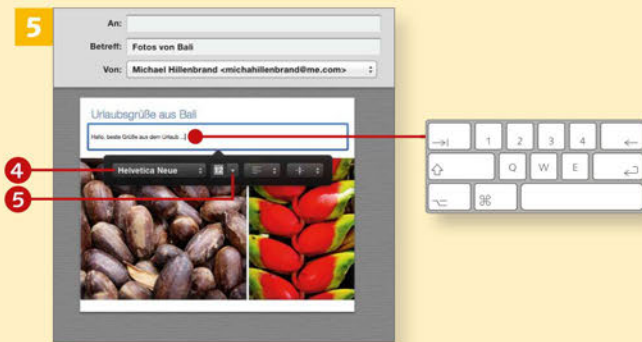 5
An:
Betreff: Fotos von Bali
Von: Michael Hillenbrand <michahillenbrand@me.com>
Urlaubsgrüße aus Bali
Hallo, beste Grüße aus dem Urlaub...
4 Helvetica Neue 12
5
1 2 3 4
Q W E
⌘